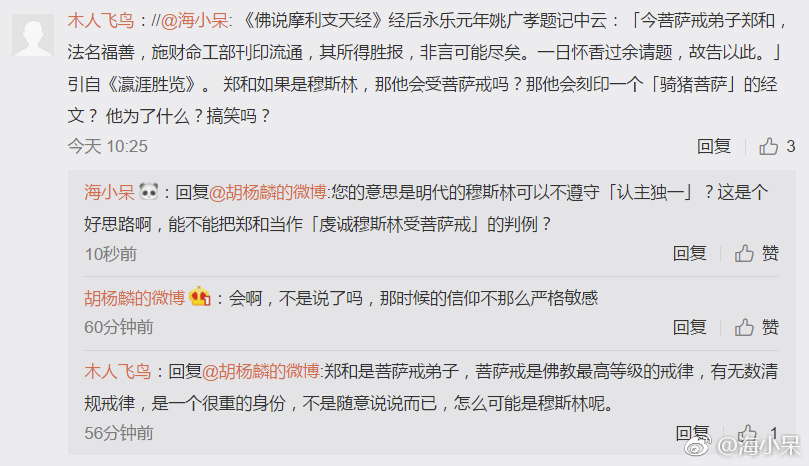 木人飞鸟：//@海小呆: 《佛说摩利支天经》经后永乐元年姚广孝题记中云：「今菩萨戒弟子郑和，
法名福善，施财命工部刊印流通，其所得胜报，非言可能尽矣。一日怀香过余请题，故告以此。」
引自《瀛涯胜览》。 郑和如果是穆斯林，那他会受菩萨戒吗？那他会刻印一个「骑猪菩萨」的经
文？ 他为了什么？搞笑吗？
今天 10:25
回复 3
海小呆：回复@胡杨麟的微博:您的意思是明代的穆斯林可以不遵守「认主独一」？这是个
好思路啊，能不能把郑和当作「虔诚穆斯林受菩萨戒」的判例？
10秒前
回复 赞
胡杨麟的微博：会啊，不是说了吗，那时候的信仰不那么严格敏感
60分钟前
回复 赞
木人飞鸟：回复@胡杨麟的微博:郑和是菩萨戒弟子，菩萨戒是佛教最高等级的戒律，有无数清
规戒律，是一个很重的身份，不是随意说说而已，怎么可能是穆斯林呢。
56分钟前
回复 1
@海小呆